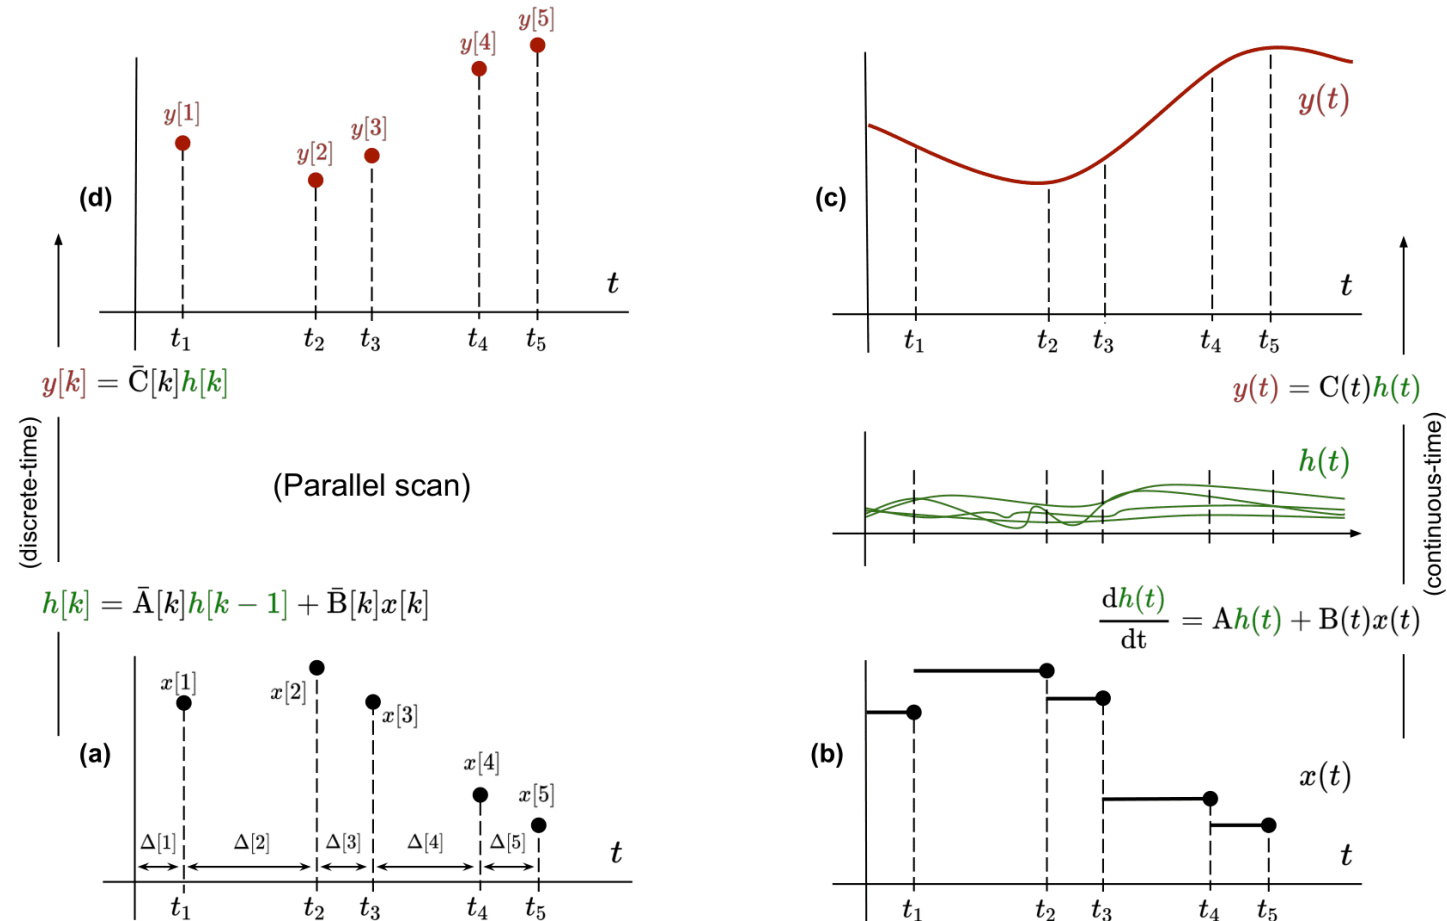 y[1]
y[2]
y[3]
y[4]
y[5]
(d)
t
t₁ t₂ t₃ t₄ t₅
y[k] = C̄[k]h[k]
(discrete-time)
(Parallel scan)
h[k] = Ā[k]h[k − 1] + B̄[k]x[k]
x[1]
x[2]
x[3]
x[4]
x[5]
(a)
Δ[1] Δ[2] Δ[3] Δ[4] Δ[5]
t
t₁ t₂ t₃ t₄ t₅
y(t)
(c)
t
t₁ t₂ t₃ t₄ t₅
y(t) = C(t)h(t)
(continuous-time)
h(t)
dh(t)/dt = Ah(t) + B(t)x(t)
(b)
x(t)
t
t₁ t₂ t₃ t₄ t₅